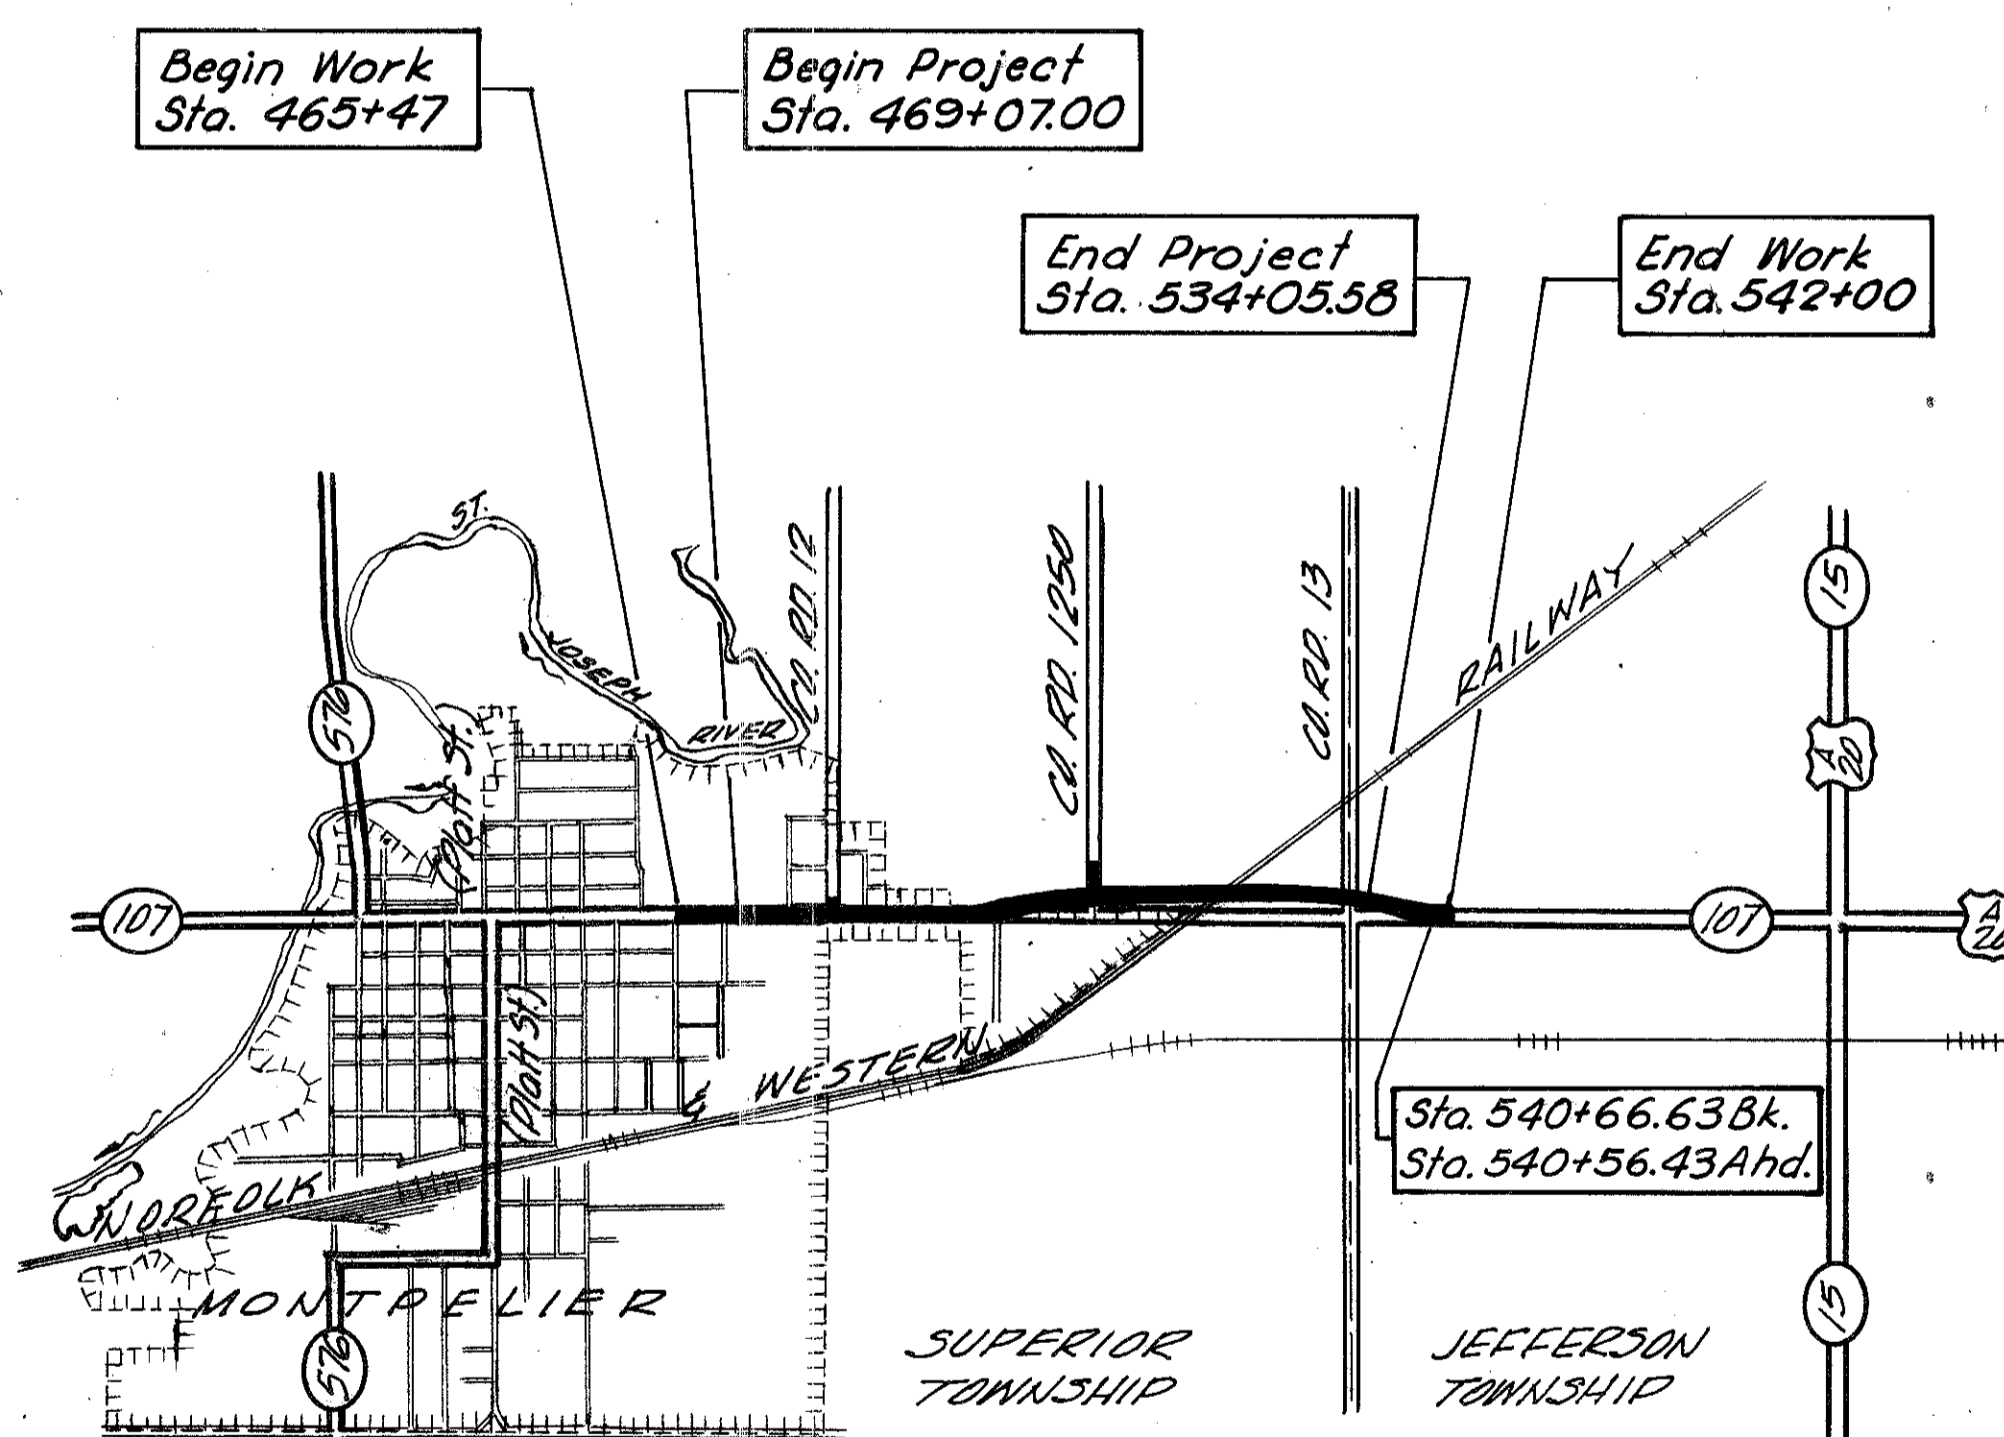 Begin Work
Sta. 465+47
Begin Project
Sta. 469+07.00
End Project
Sta. 534+05.58
End Work
Sta. 542+00
ST.
JOSEPH
RIVER
CO. RD. 12
CO. RD. 1250
CO. RD. 13
RAILWAY
15
576
(Platt St.)
A
20
107
107
A
20
(Platt St.)
NORFOLK
&
WESTERN
Sta. 540+66.63 Bk.
Sta. 540+56.43 Ahd.
MONTPELIER
576
15
SUPERIOR
TOWNSHIP
JEFFERSON
TOWNSHIP